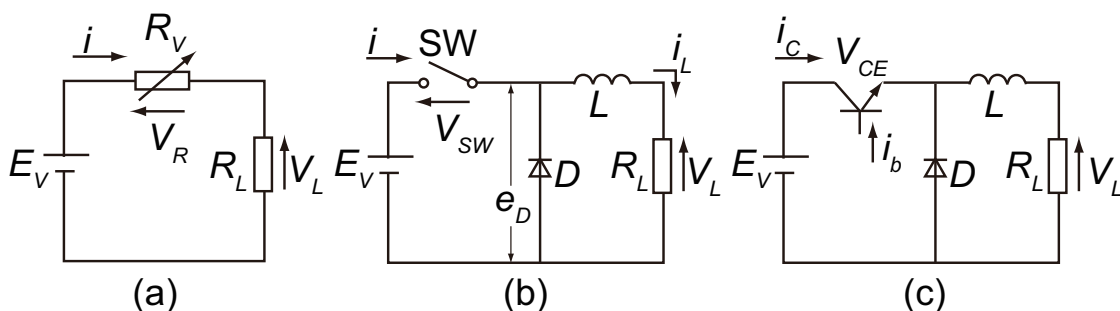 i R_V
V_R
E_V R_L V_L
(a)
i SW i_L
V_SW L
E_V e_D D R_L V_L
(b)
i_C V_CE
L
E_V i_b D R_L V_L
(c)